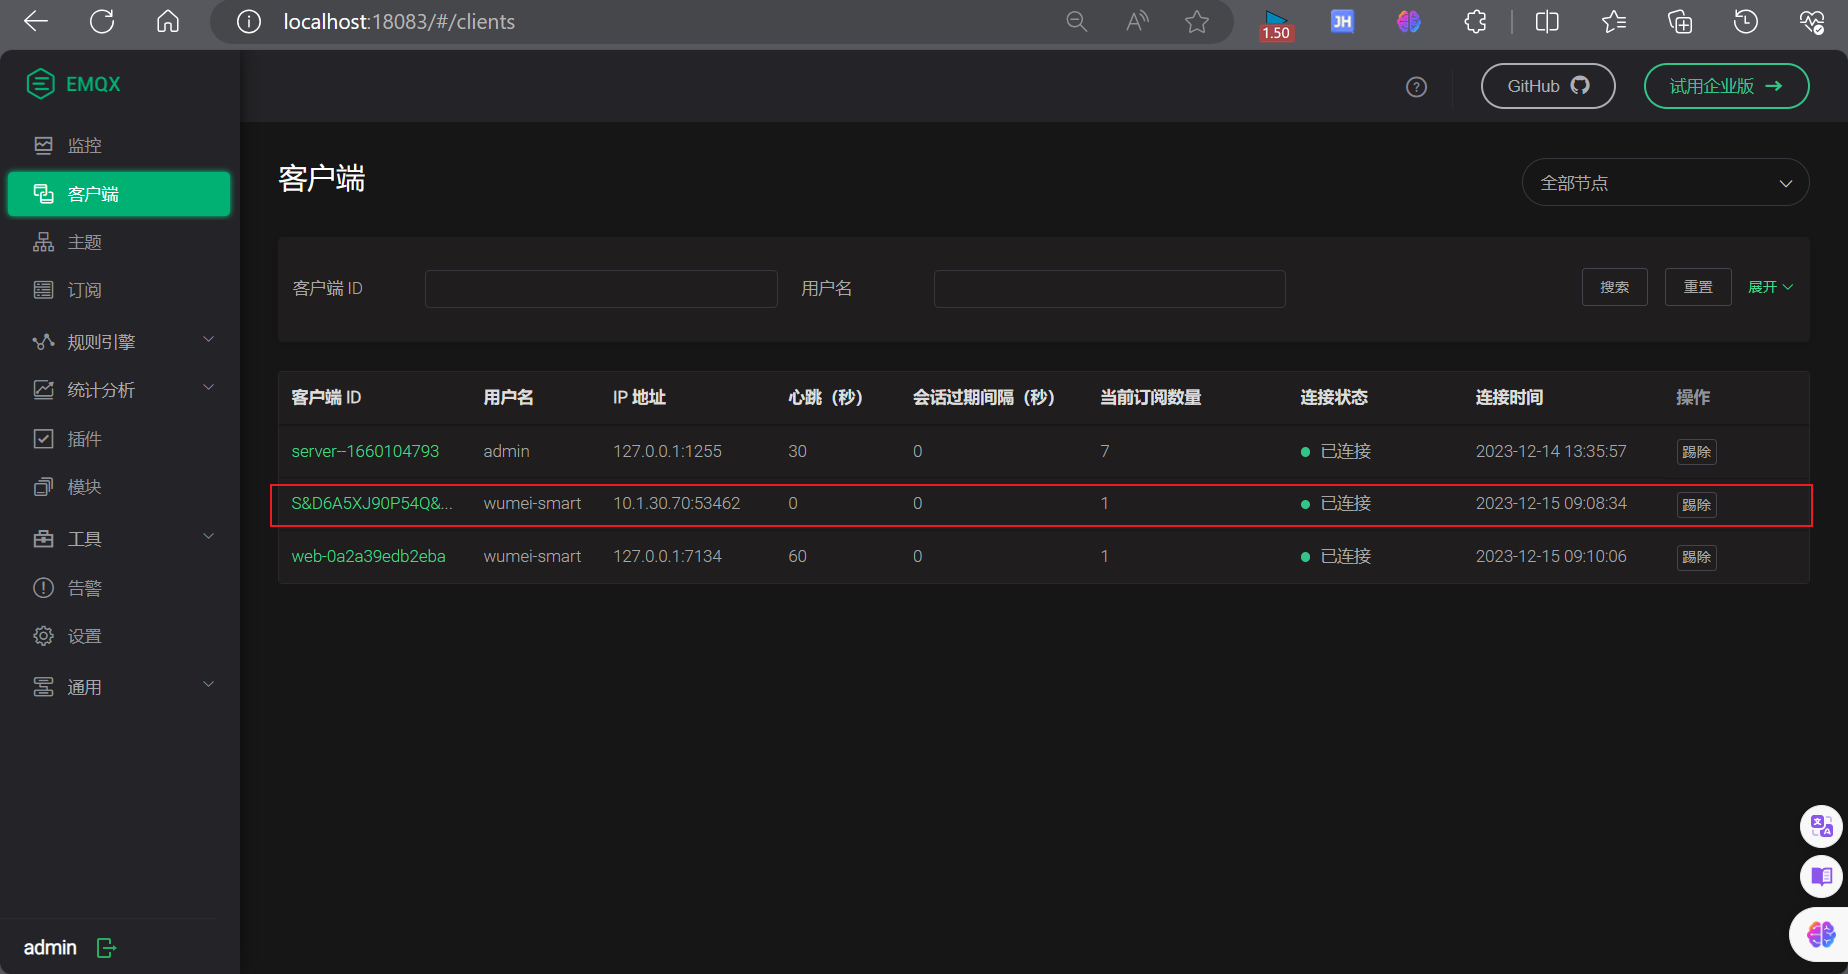 localhost:18083/#/clients
1.50
JH
EMQX
GitHub
试用企业版
监控
客户端
主题
订阅
规则引擎
统计分析
插件
模块
工具
告警
设置
通用
admin
客户端
全部节点
客户端 ID
用户名
搜索
重置
展开
客户端 ID 用户名 IP 地址 心跳（秒） 会话过期间隔（秒） 当前订阅数量 连接状态 连接时间 操作
server--1660104793 admin 127.0.0.1:1255 30 0 7 已连接 2023-12-14 13:35:57 踢除
S&D6A5XJ90P54Q&... wumei-smart 10.1.30.70:53462 0 0 1 已连接 2023-12-15 09:08:34 踢除
web-0a2a39edb2eba wumei-smart 127.0.0.1:7134 60 0 1 已连接 2023-12-15 09:10:06 踢除